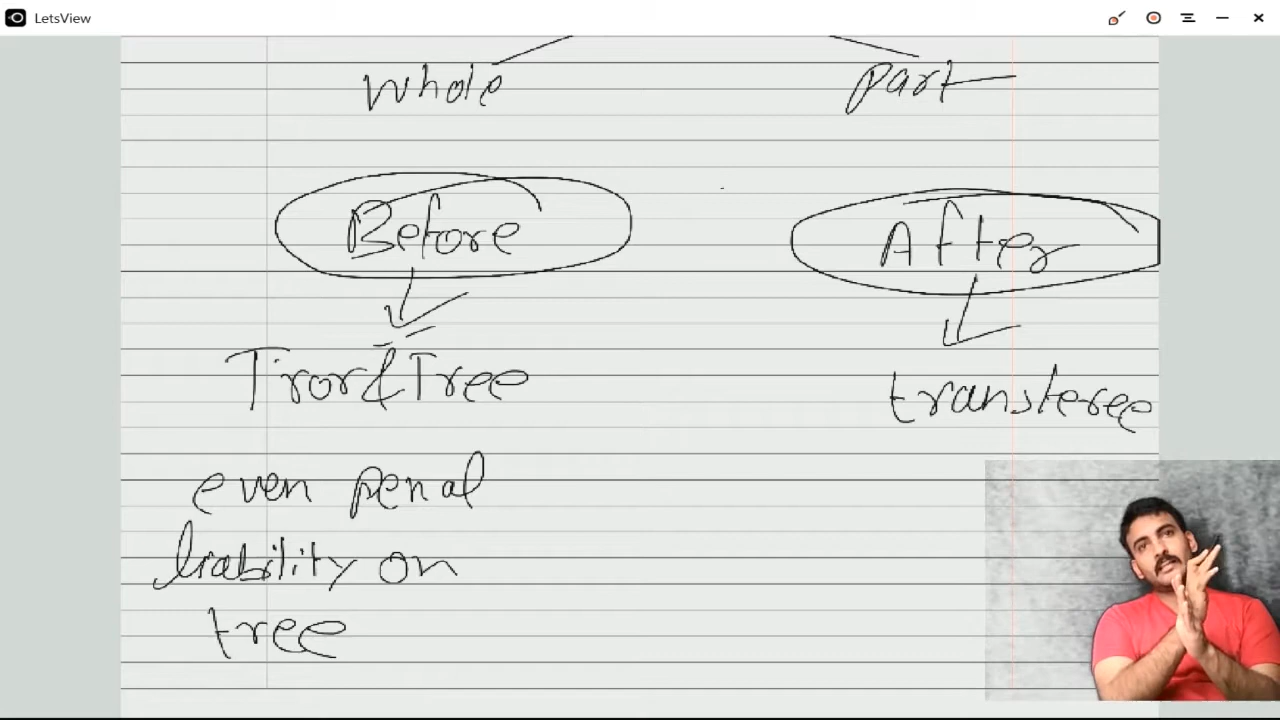 LetsView
whole part
Before After
Tror & Tree transferee
even penal
liability on
tree